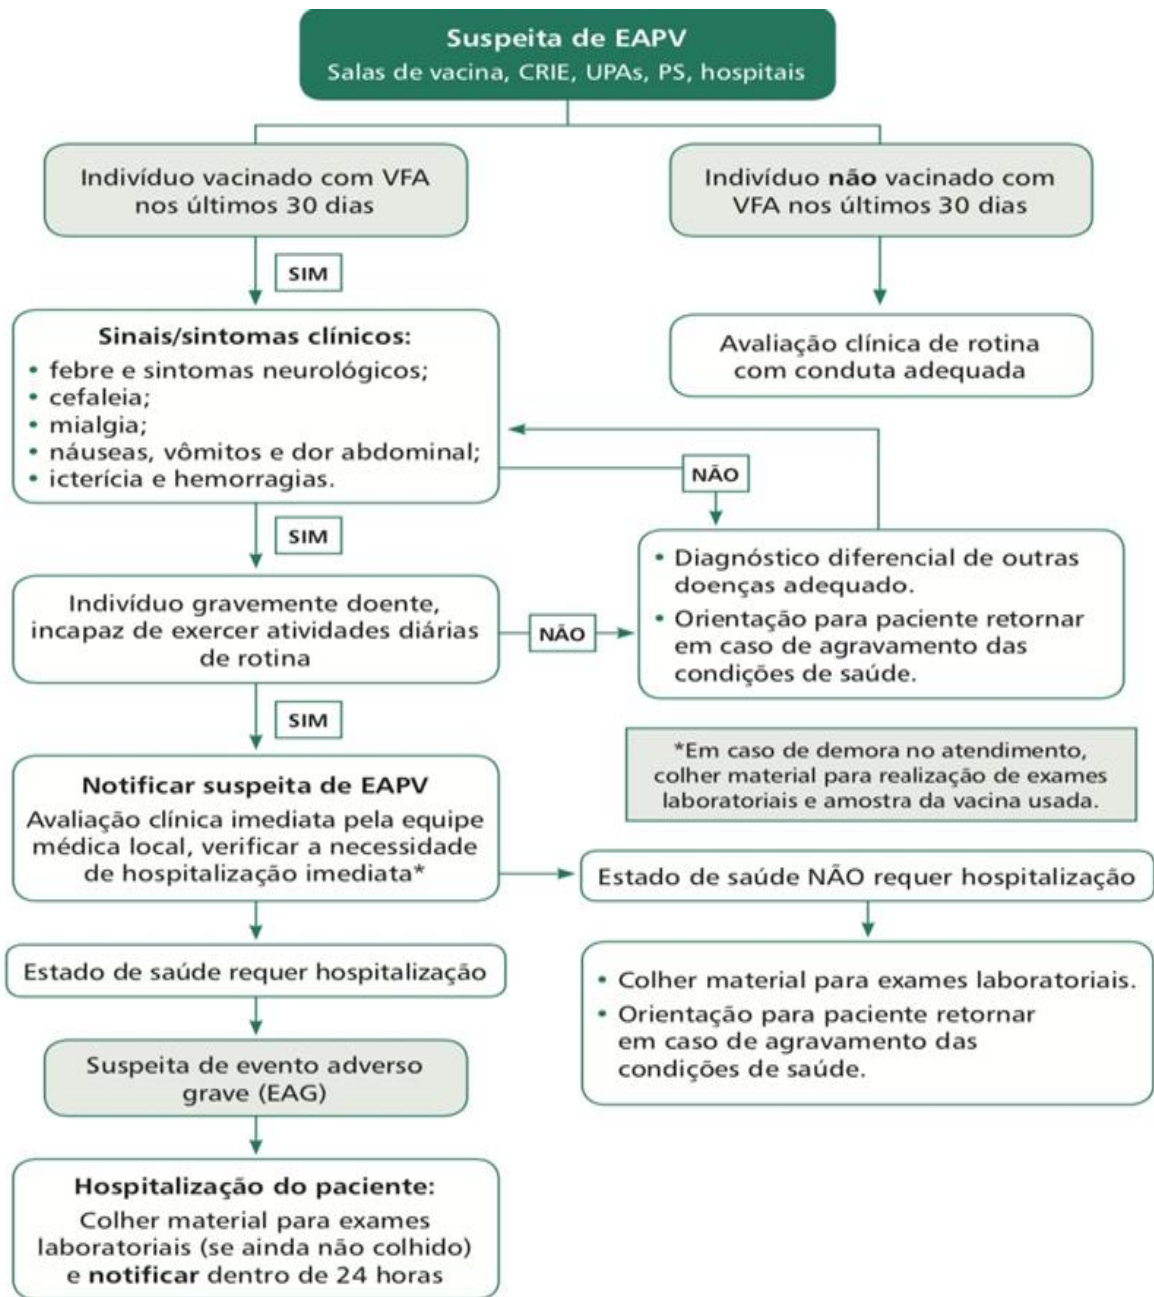 Suspeita de EAPV
Salas de vacina, CRIE, UPAs, PS, hospitais
Indivíduo vacinado com VFA
nos últimos 30 dias
Indivíduo não vacinado com
VFA nos últimos 30 dias
SIM
Sinais/sintomas clínicos:
• febre e sintomas neurológicos;
• cefaleia;
• mialgia;
• náuseas, vômitos e dor abdominal;
• icterícia e hemorragias.
Avaliação clínica de rotina
com conduta adequada
NÃO
SIM
• Diagnóstico diferencial de outras
doenças adequado.
• Orientação para paciente retornar
em caso de agravamento das
condições de saúde.
Indivíduo gravemente doente,
incapaz de exercer atividades diárias
de rotina
NÃO
SIM
*Em caso de demora no atendimento,
colher material para realização de exames
laboratoriais e amostra da vacina usada.
Notificar suspeita de EAPV
Avaliação clínica imediata pela equipe
médica local, verificar a necessidade
de hospitalização imediata*
Estado de saúde NÃO requer hospitalização
Estado de saúde requer hospitalização
• Colher material para exames laboratoriais.
• Orientação para paciente retornar
em caso de agravamento das
condições de saúde.
Suspeita de evento adverso
grave (EAG)
Hospitalização do paciente:
Colher material para exames
laboratoriais (se ainda não colhido)
e notificar dentro de 24 horas